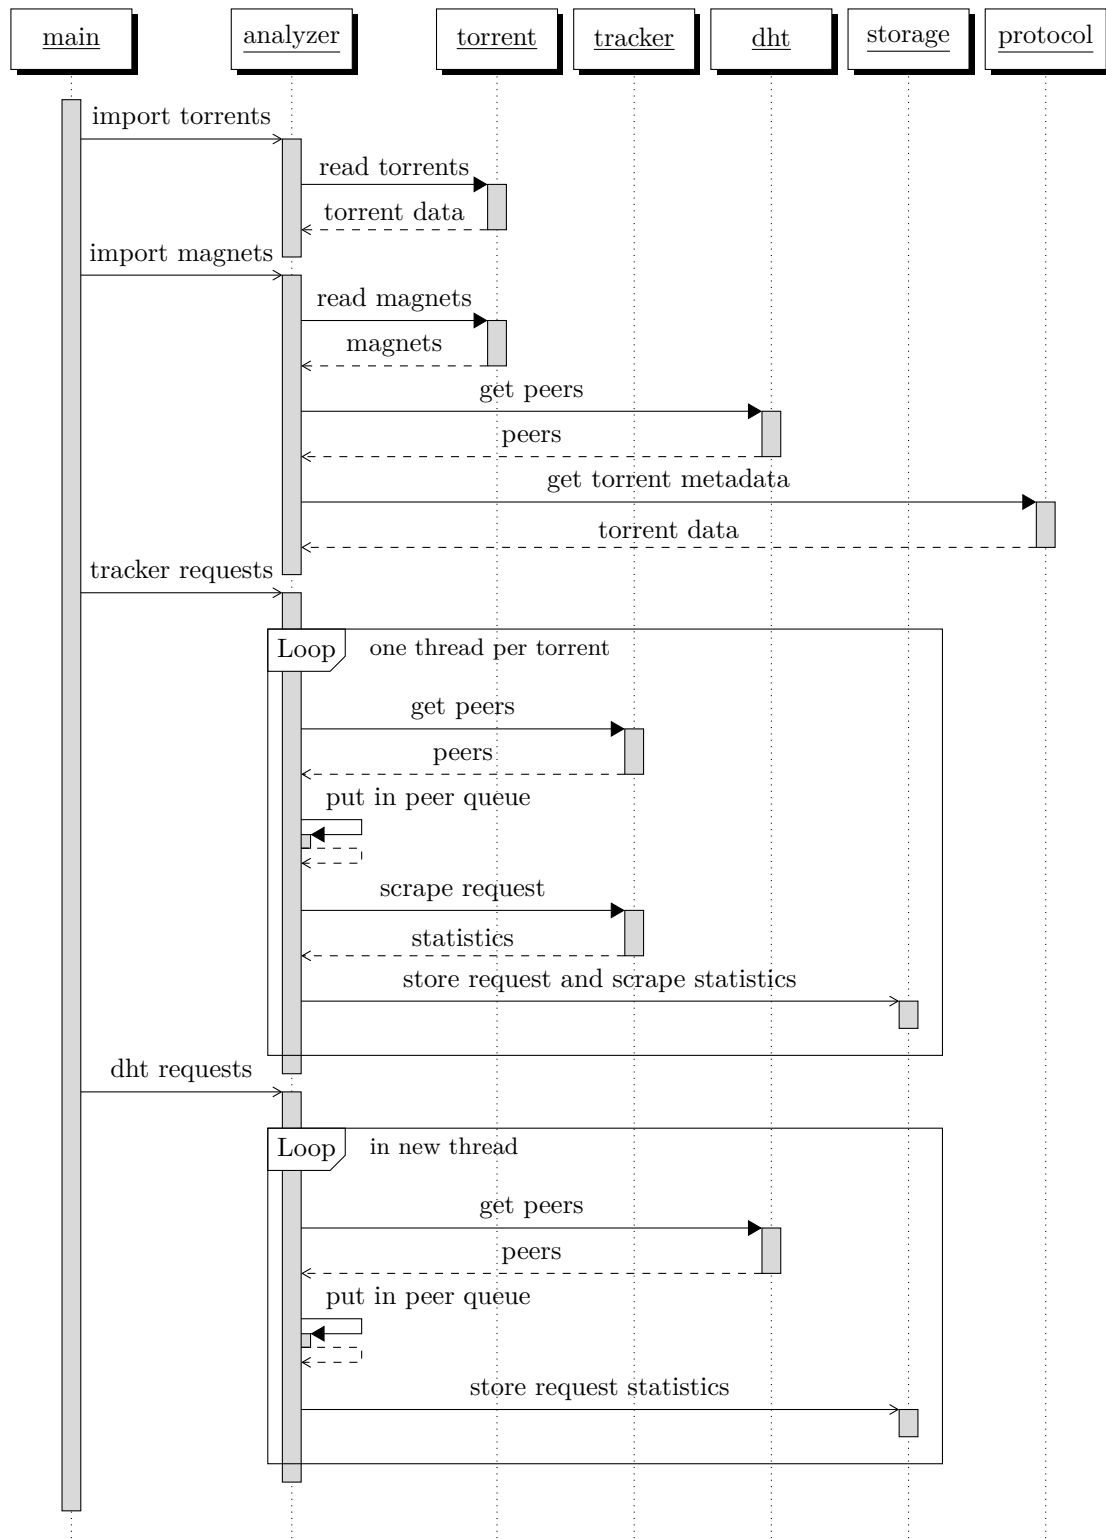 main
analyzer
torrent
tracker
dht
storage
protocol
import torrents
read torrents
torrent data
import magnets
read magnets
magnets
get peers
peers
get torrent metadata
torrent data
tracker requests
Loop
one thread per torrent
get peers
peers
put in peer queue
scrape request
statistics
store request and scrape statistics
dht requests
Loop
in new thread
get peers
peers
put in peer queue
store request statistics